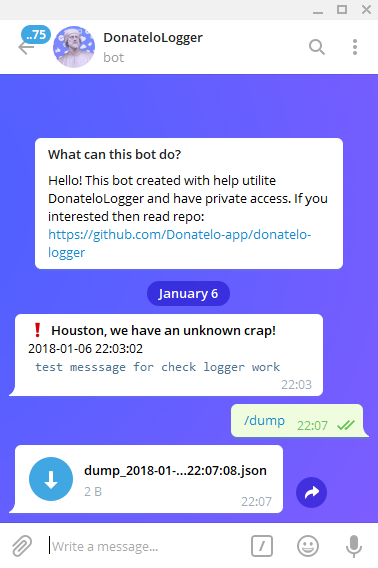 ..75
DonateloLogger
bot
What can this bot do?
Hello! This bot created with help utilite
DonateloLogger and have private access. If you
interested then read repo:
https://github.com/Donatelo-app/donatelo-
logger
January 6
Houston, we have an unknown crap!
2018-01-06 22:03:02
test messsage for check logger work
22:03
/dump
22:07
dump_2018-01-...22:07:08.json
2 B
22:07
Write a message...